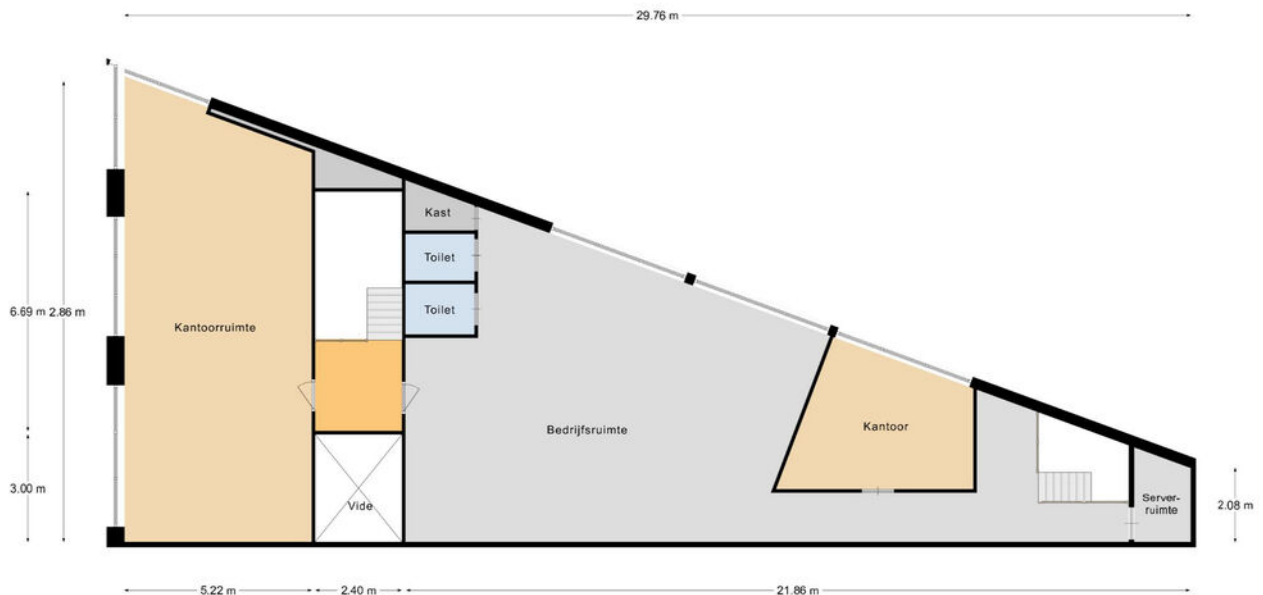 29.76 m
Kast
Toilet
Toilet
6.69 m
2.86 m
Kantoorruimte
Kantoor
Bedrijfsruimte
3.00 m
Vide
Server-
ruimte
2.08 m
5.22 m
2.40 m
21.86 m